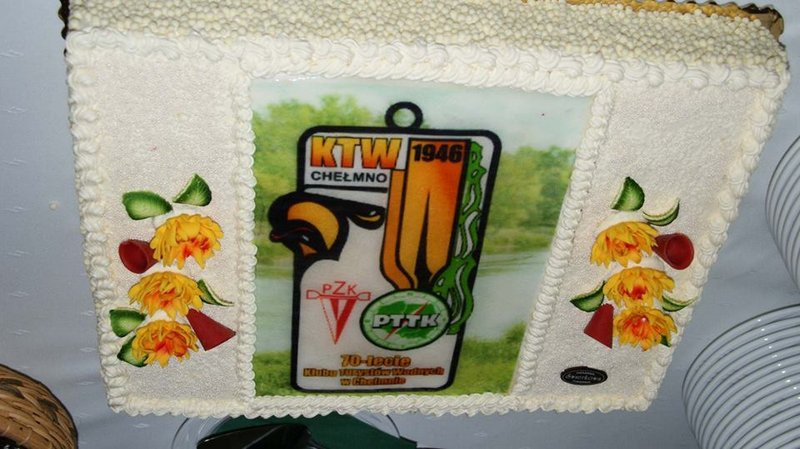 KTW
1946
CHEŁMNO
PZK
PTTK
70-lecie
Klubu Turystów Wodnych
w Chełmnie